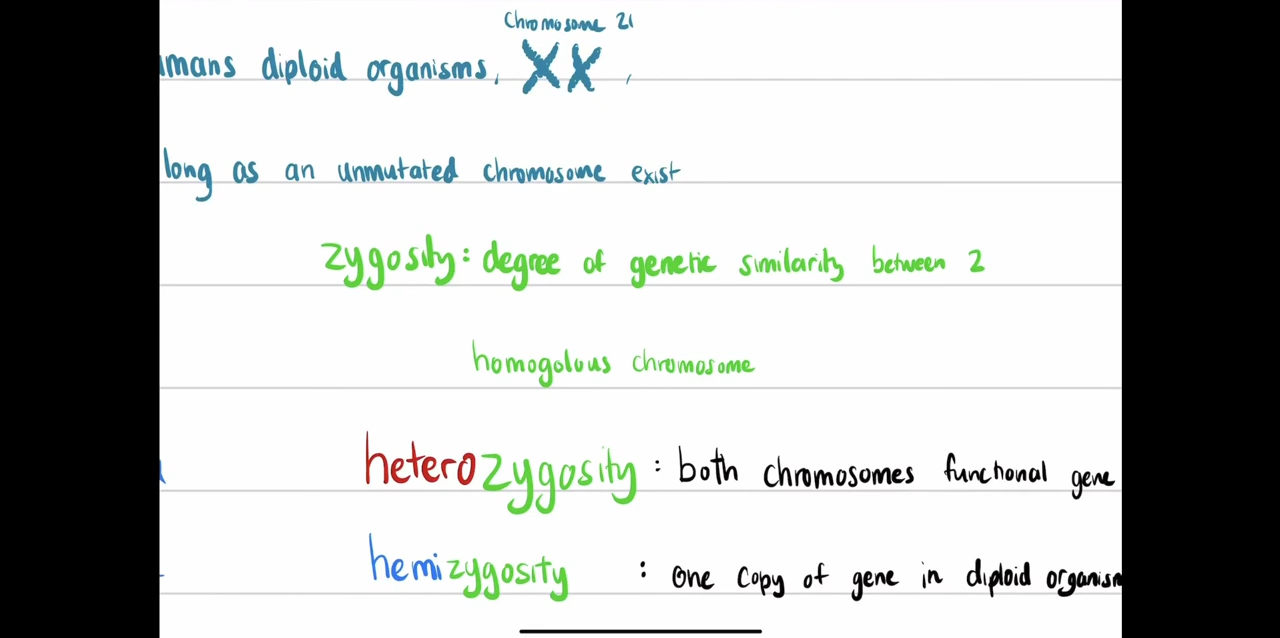 Chromosome 21
mans diploid organisms, XX ,
long as an unmutated chromosome exist
zygosity: degree of genetic similarity between 2
homogolous chromosome
heterozygosity : both chromosomes functional gene
hemizygosity : one copy of gene in diploid organism